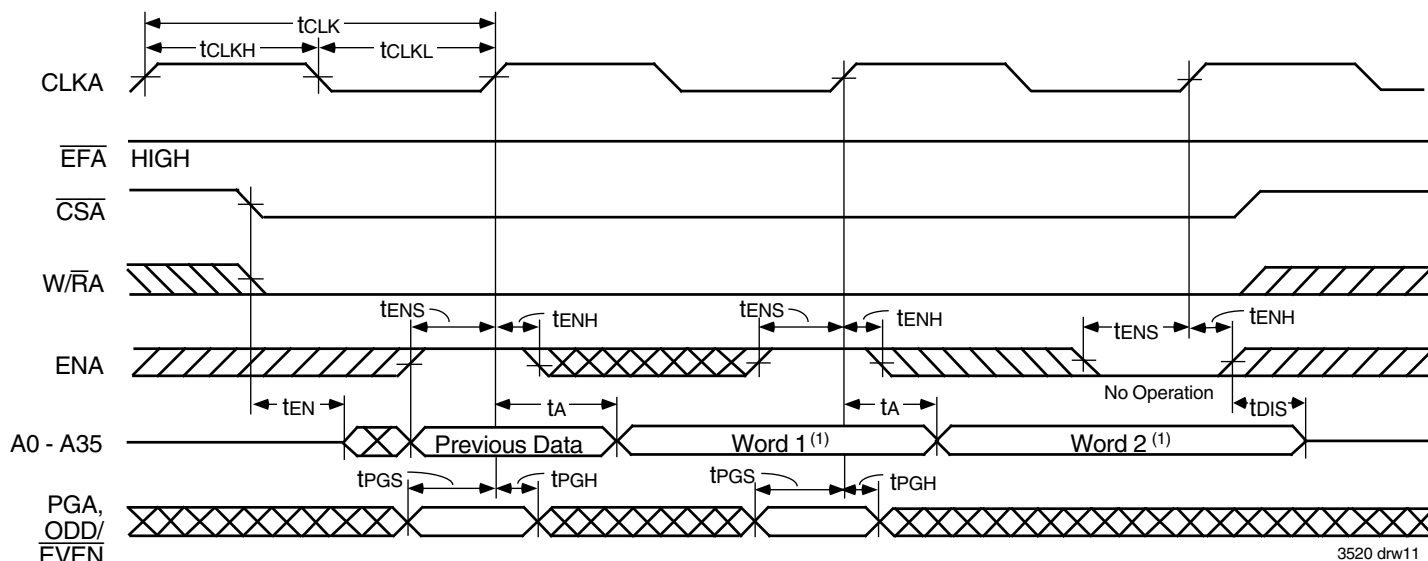 tCLK
tCLKH tCLKL
CLKA
EFA HIGH
CSA
W/RA
tENS tENH tENS tENH tENS tENH
ENA
No Operation
tEN tA tA tDIS
A0 - A35 Previous Data Word 1 (1) Word 2 (1)
tPGS tPGH tPGS tPGH
PGA,
ODD/
EVEN
3520 drw11